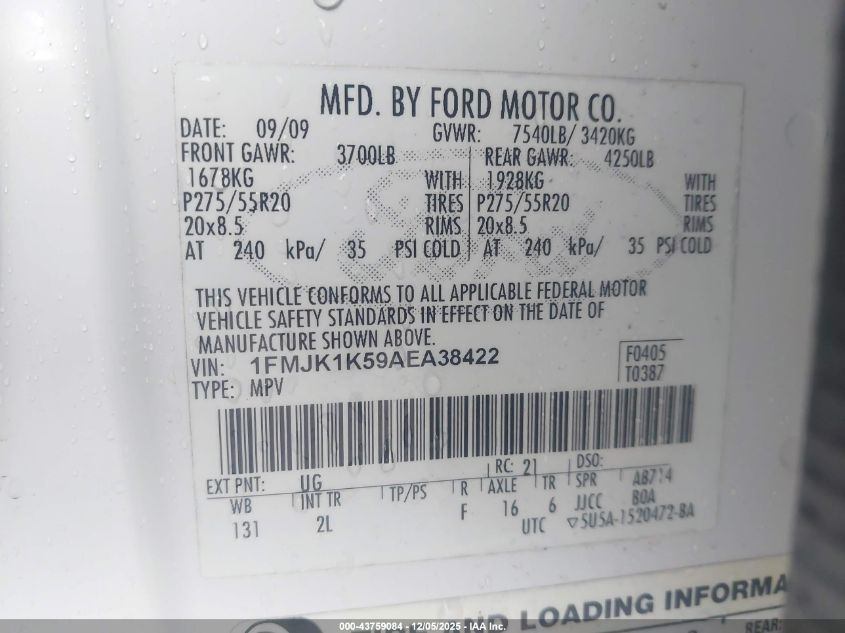 MFD. BY FORD MOTOR CO.
DATE: 09/09 GVWR: 7540LB/ 3420KG
FRONT GAWR: 3700LB REAR GAWR: 4250LB
1678KG WITH 1928KG WITH
P275/55R20 TIRES P275/55R20 TIRES
20x8.5 RIMS 20x8.5 RIMS
AT 240 kPa/ 35 PSI COLD AT 240 kPa/ 35 PSI COLD
THIS VEHICLE CONFORMS TO ALL APPLICABLE FEDERAL MOTOR
VEHICLE SAFETY STANDARDS IN EFFECT ON THE DATE OF
MANUFACTURE SHOWN ABOVE.
VIN: 1FMJK1K59AEA38422
F0405
TYPE: MPV T0387
EXT PNT: UG RC: 21 DSO:
WB INT TR TP/PS R AXLE TR SPR
131 2L F 16 6 JJCC
UTC ▽5U5A-1520472-BA
LOADING INFORMA
REAR:
000-43759084 - 12/05/2025 - IAA Inc.